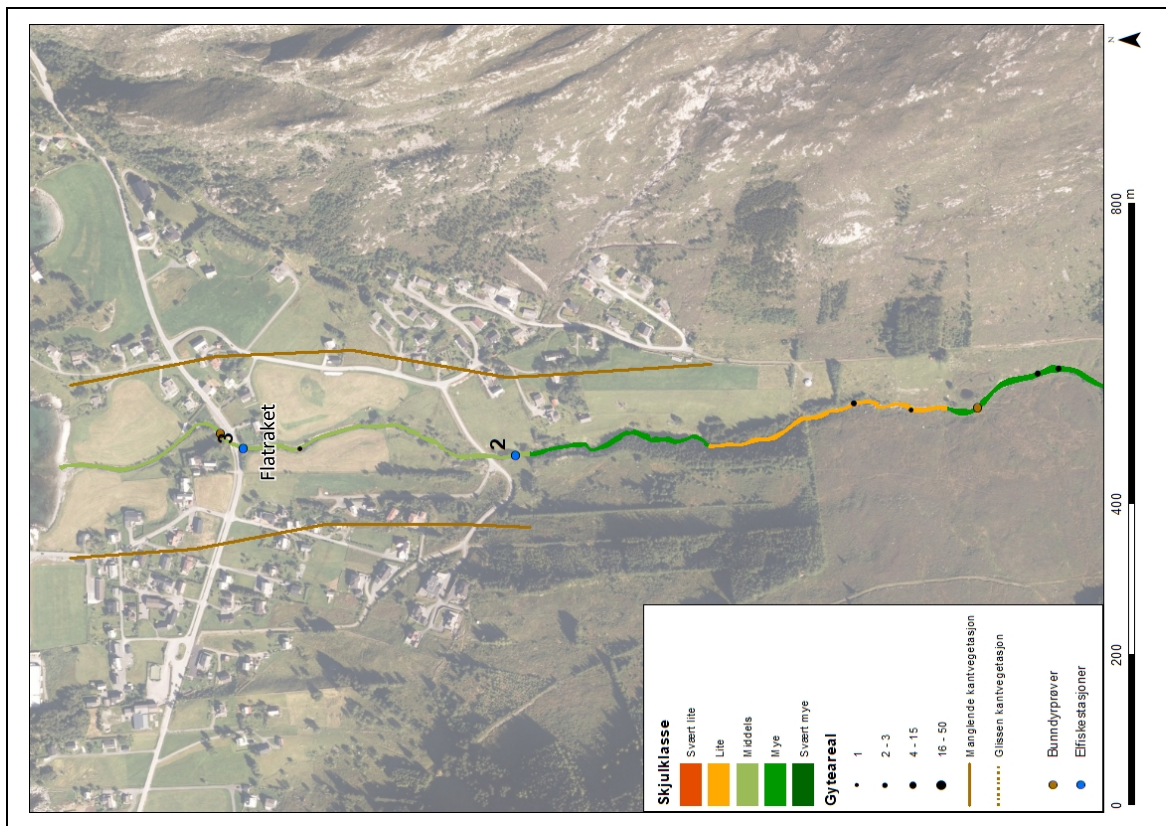 3
Flatraket
2
N
Skjulklasse
Svært lite
Lite
Middels
Mye
Svært mye
Gyteareal
1
2 - 3
4 - 15
16 - 50
Manglende kantvegetasjon
Glissen kantvegetasjon
Bunndyrprøver
Elfiskestasjoner
0
200
400
800
m